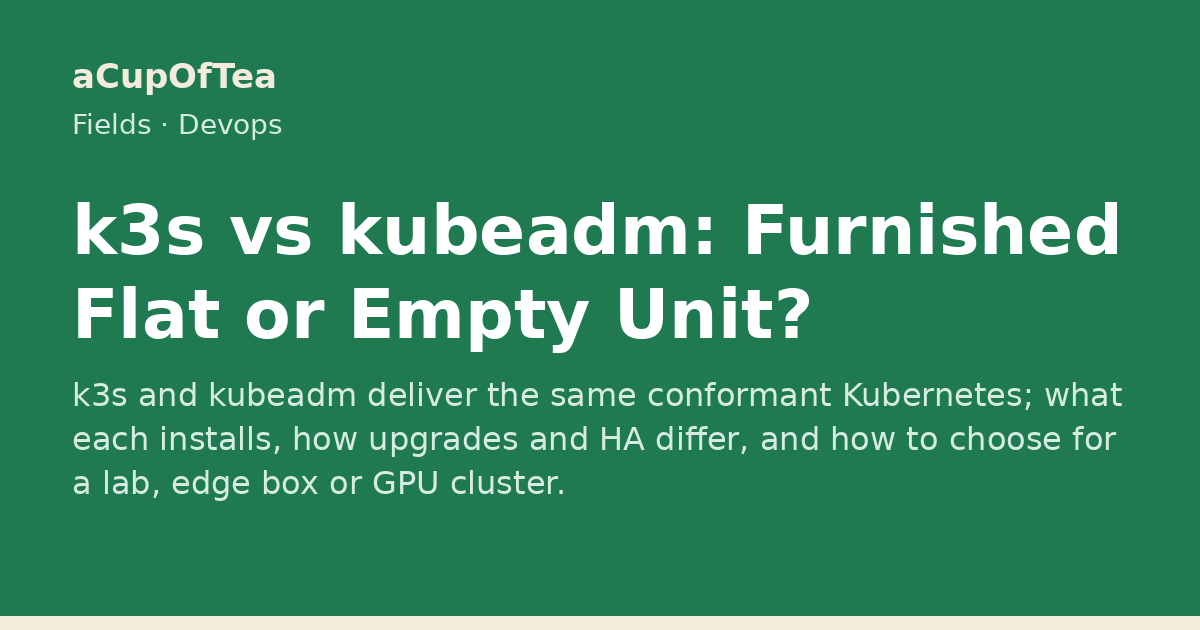 aCupOfTea
Fields · Devops
k3s vs kubeadm: Furnished
Flat or Empty Unit?
k3s and kubeadm deliver the same conformant Kubernetes; what
each installs, how upgrades and HA differ, and how to choose for
a lab, edge box or GPU cluster.